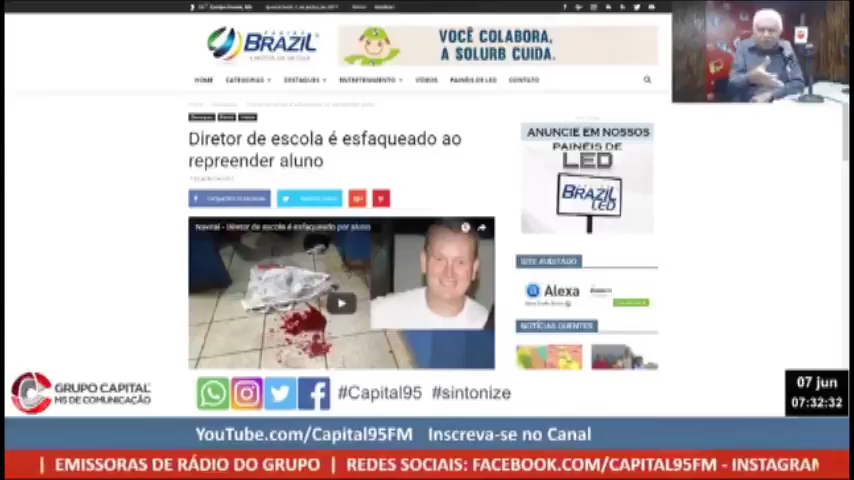 BRAZIL
VOCÊ COLABORA,
A SOLURB CUIDA.
HOME CATEGORIAS DESTAQUES ENTRETENIMENTO VÍDEOS PAINÉIS DE LED CONTATO
Diretor de escola é esfaqueado ao
repreender aluno
ANUNCIE EM NOSSOS
PAINÉIS DE
LED
BRAZIL
LED
Naviraí - Diretor de escola é esfaqueado por aluno
SITE AUDITADO
Alexa
NOTÍCIAS QUENTES
GRUPO CAPITAL
MS DE COMUNICAÇÃO
#Capital95 #sintonize
07 jun
07:32:32
YouTube.com/Capital95FM Inscreva-se no Canal
| EMISSORAS DE RÁDIO DO GRUPO | REDES SOCIAIS: FACEBOOK.COM/CAPITAL95FM - INSTAGRAM